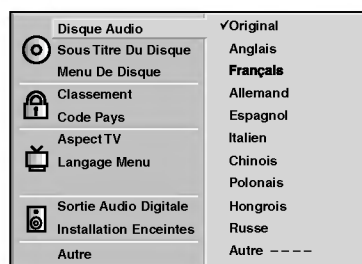 Disque Audio
Sous Titre Du Disque
Menu De Disque
Classement
Code Pays
Aspect TV
Langage Menu
Sortie Audio Digitale
Installation Enceintes
Autre
✓Original
Anglais
Français
Allemand
Espagnol
Italien
Chinois
Polonais
Hongrois
Russe
Autre ----